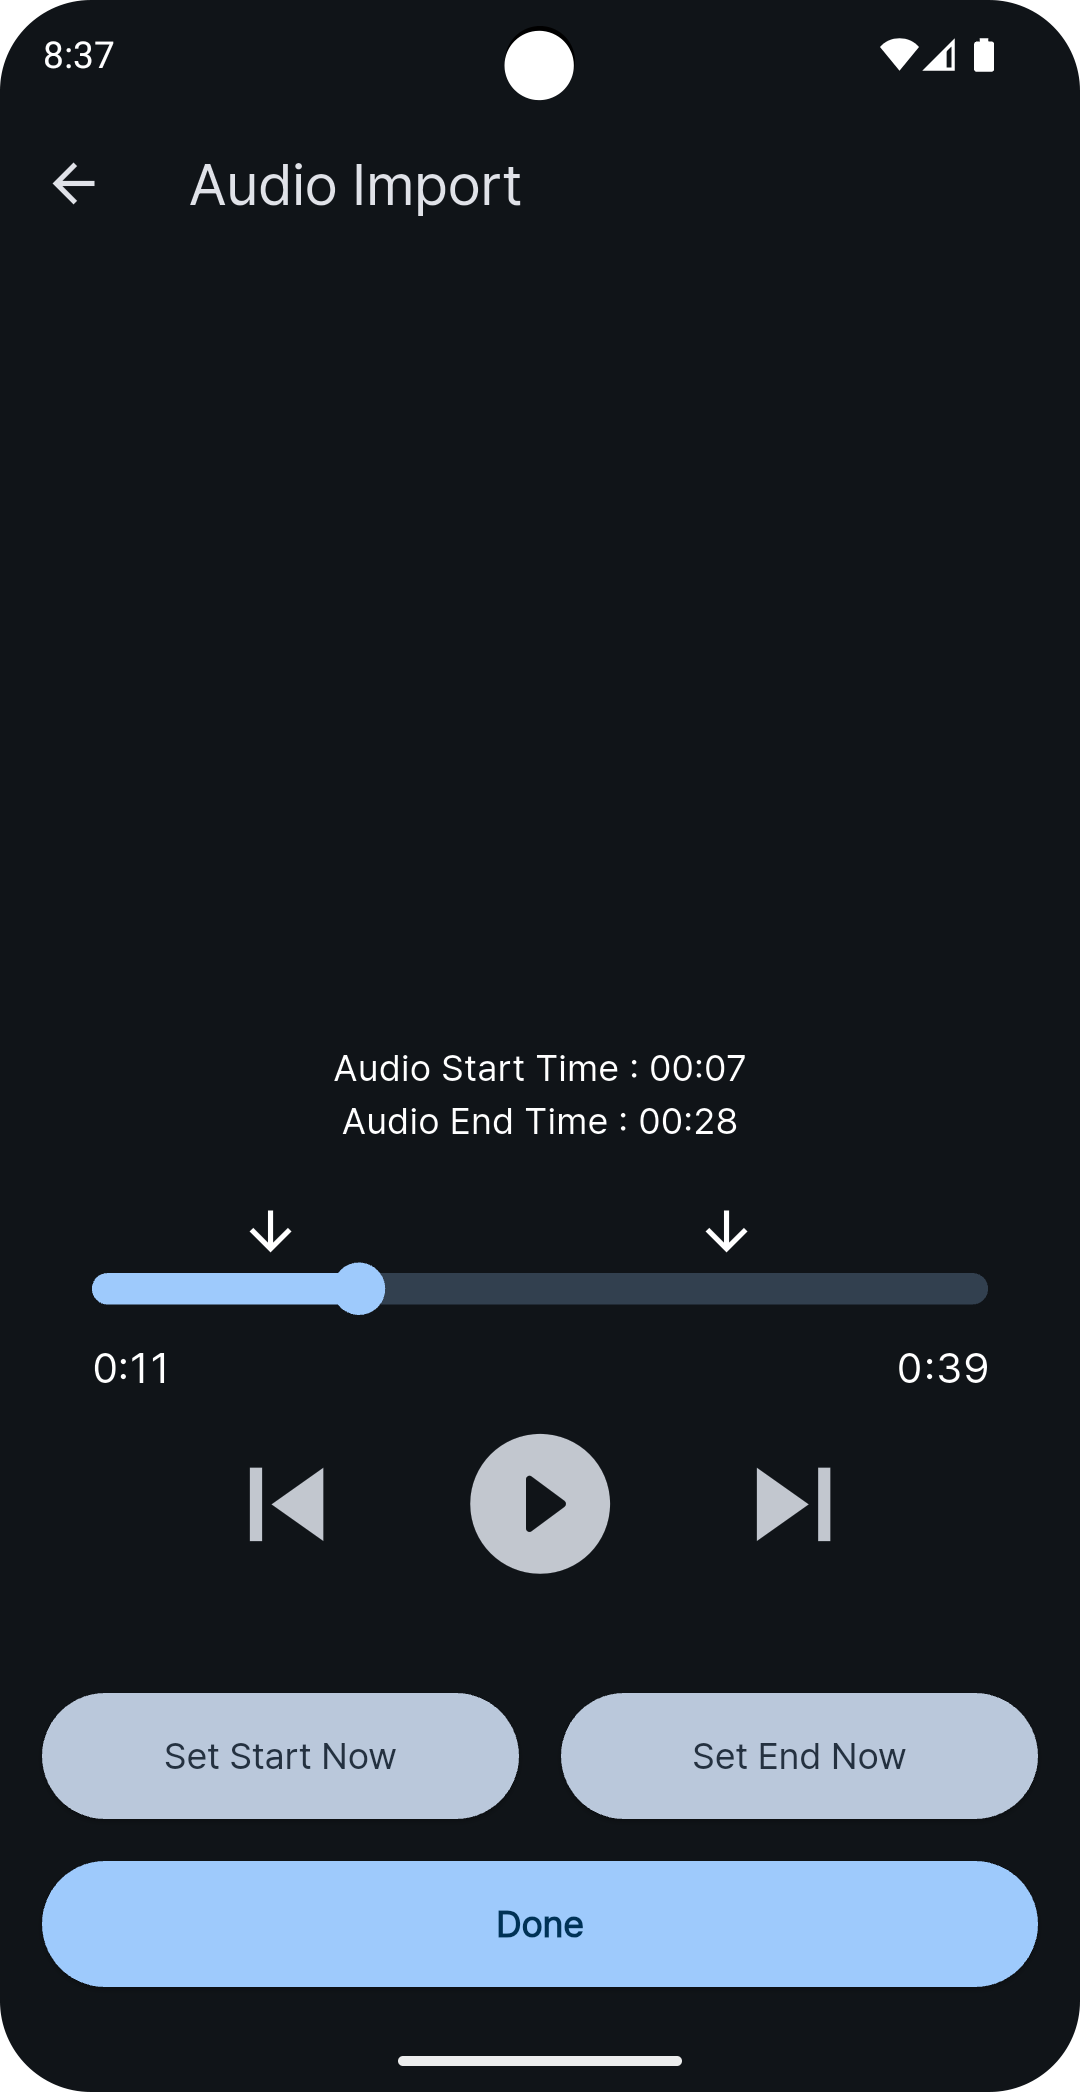 8:37
Audio Import
Audio Start Time : 00:07
Audio End Time : 00:28
0:11 0:39
Set Start Now Set End Now
Done